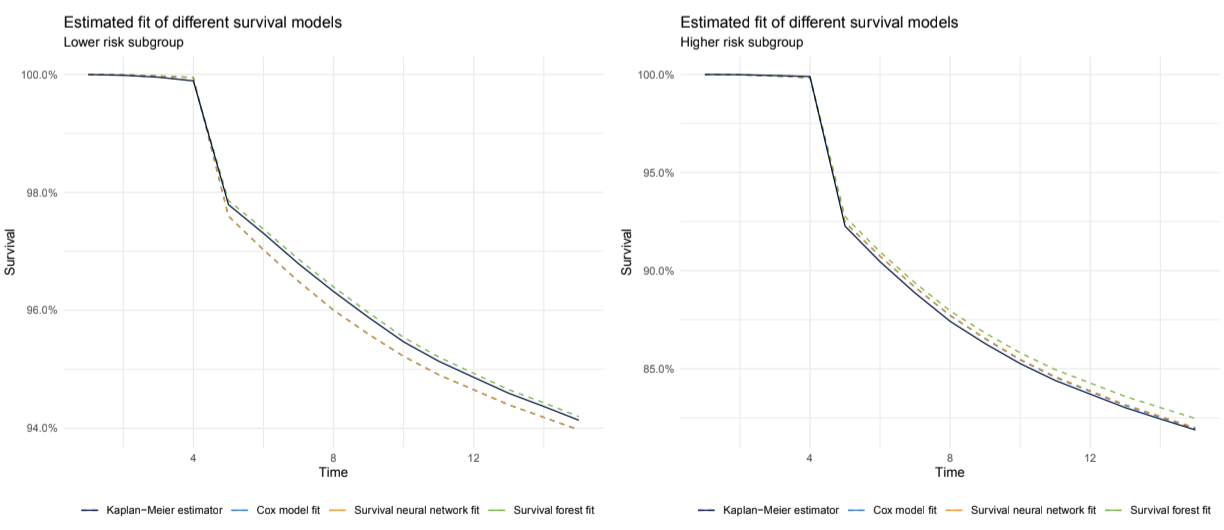 Estimated fit of different survival models
Lower risk subgroup
100.0%
98.0%
96.0%
94.0%
Survival
4 8 12
Time
Kaplan−Meier estimator Cox model fit Survival neural network fit Survival forest fit
Estimated fit of different survival models
Higher risk subgroup
100.0%
95.0%
90.0%
85.0%
Survival
4 8 12
Time
Kaplan−Meier estimator Cox model fit Survival neural network fit Survival forest fit